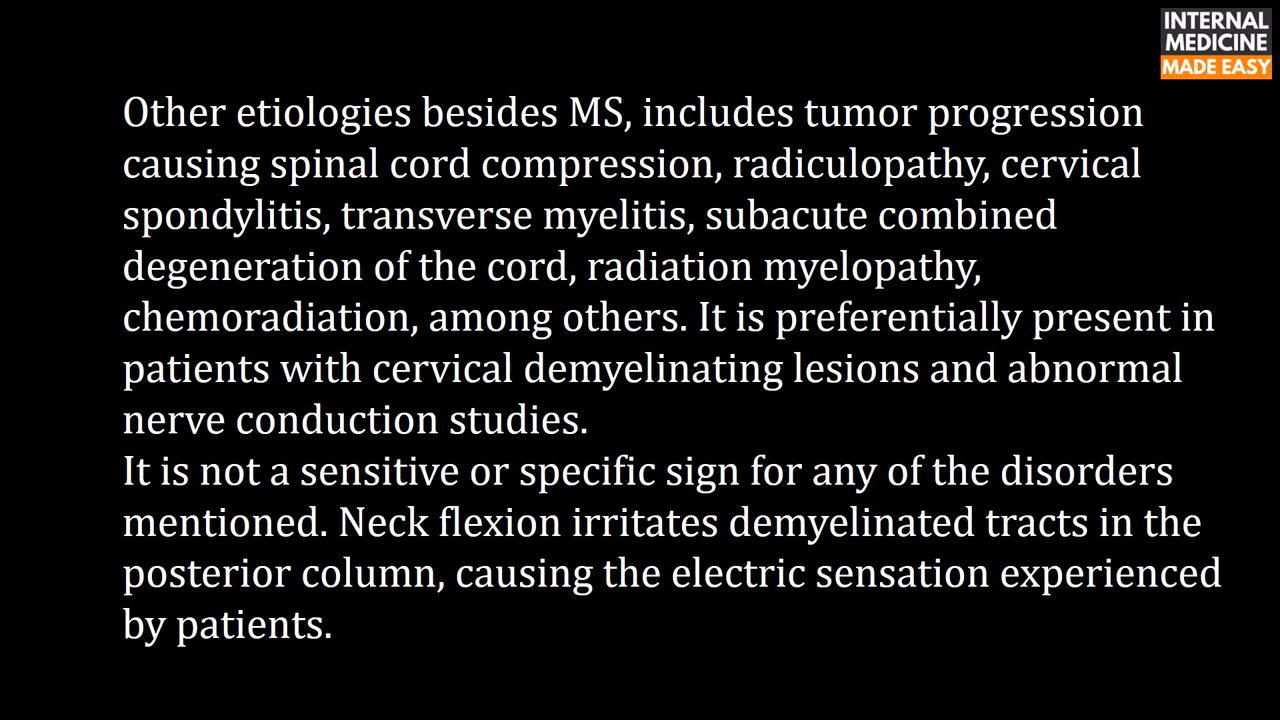 INTERNAL
MEDICINE
MADE EASY
Other etiologies besides MS, includes tumor progression
causing spinal cord compression, radiculopathy, cervical
spondylitis, transverse myelitis, subacute combined
degeneration of the cord, radiation myelopathy,
chemoradiation, among others. It is preferentially present in
patients with cervical demyelinating lesions and abnormal
nerve conduction studies.
It is not a sensitive or specific sign for any of the disorders
mentioned. Neck flexion irritates demyelinated tracts in the
posterior column, causing the electric sensation experienced
by patients.